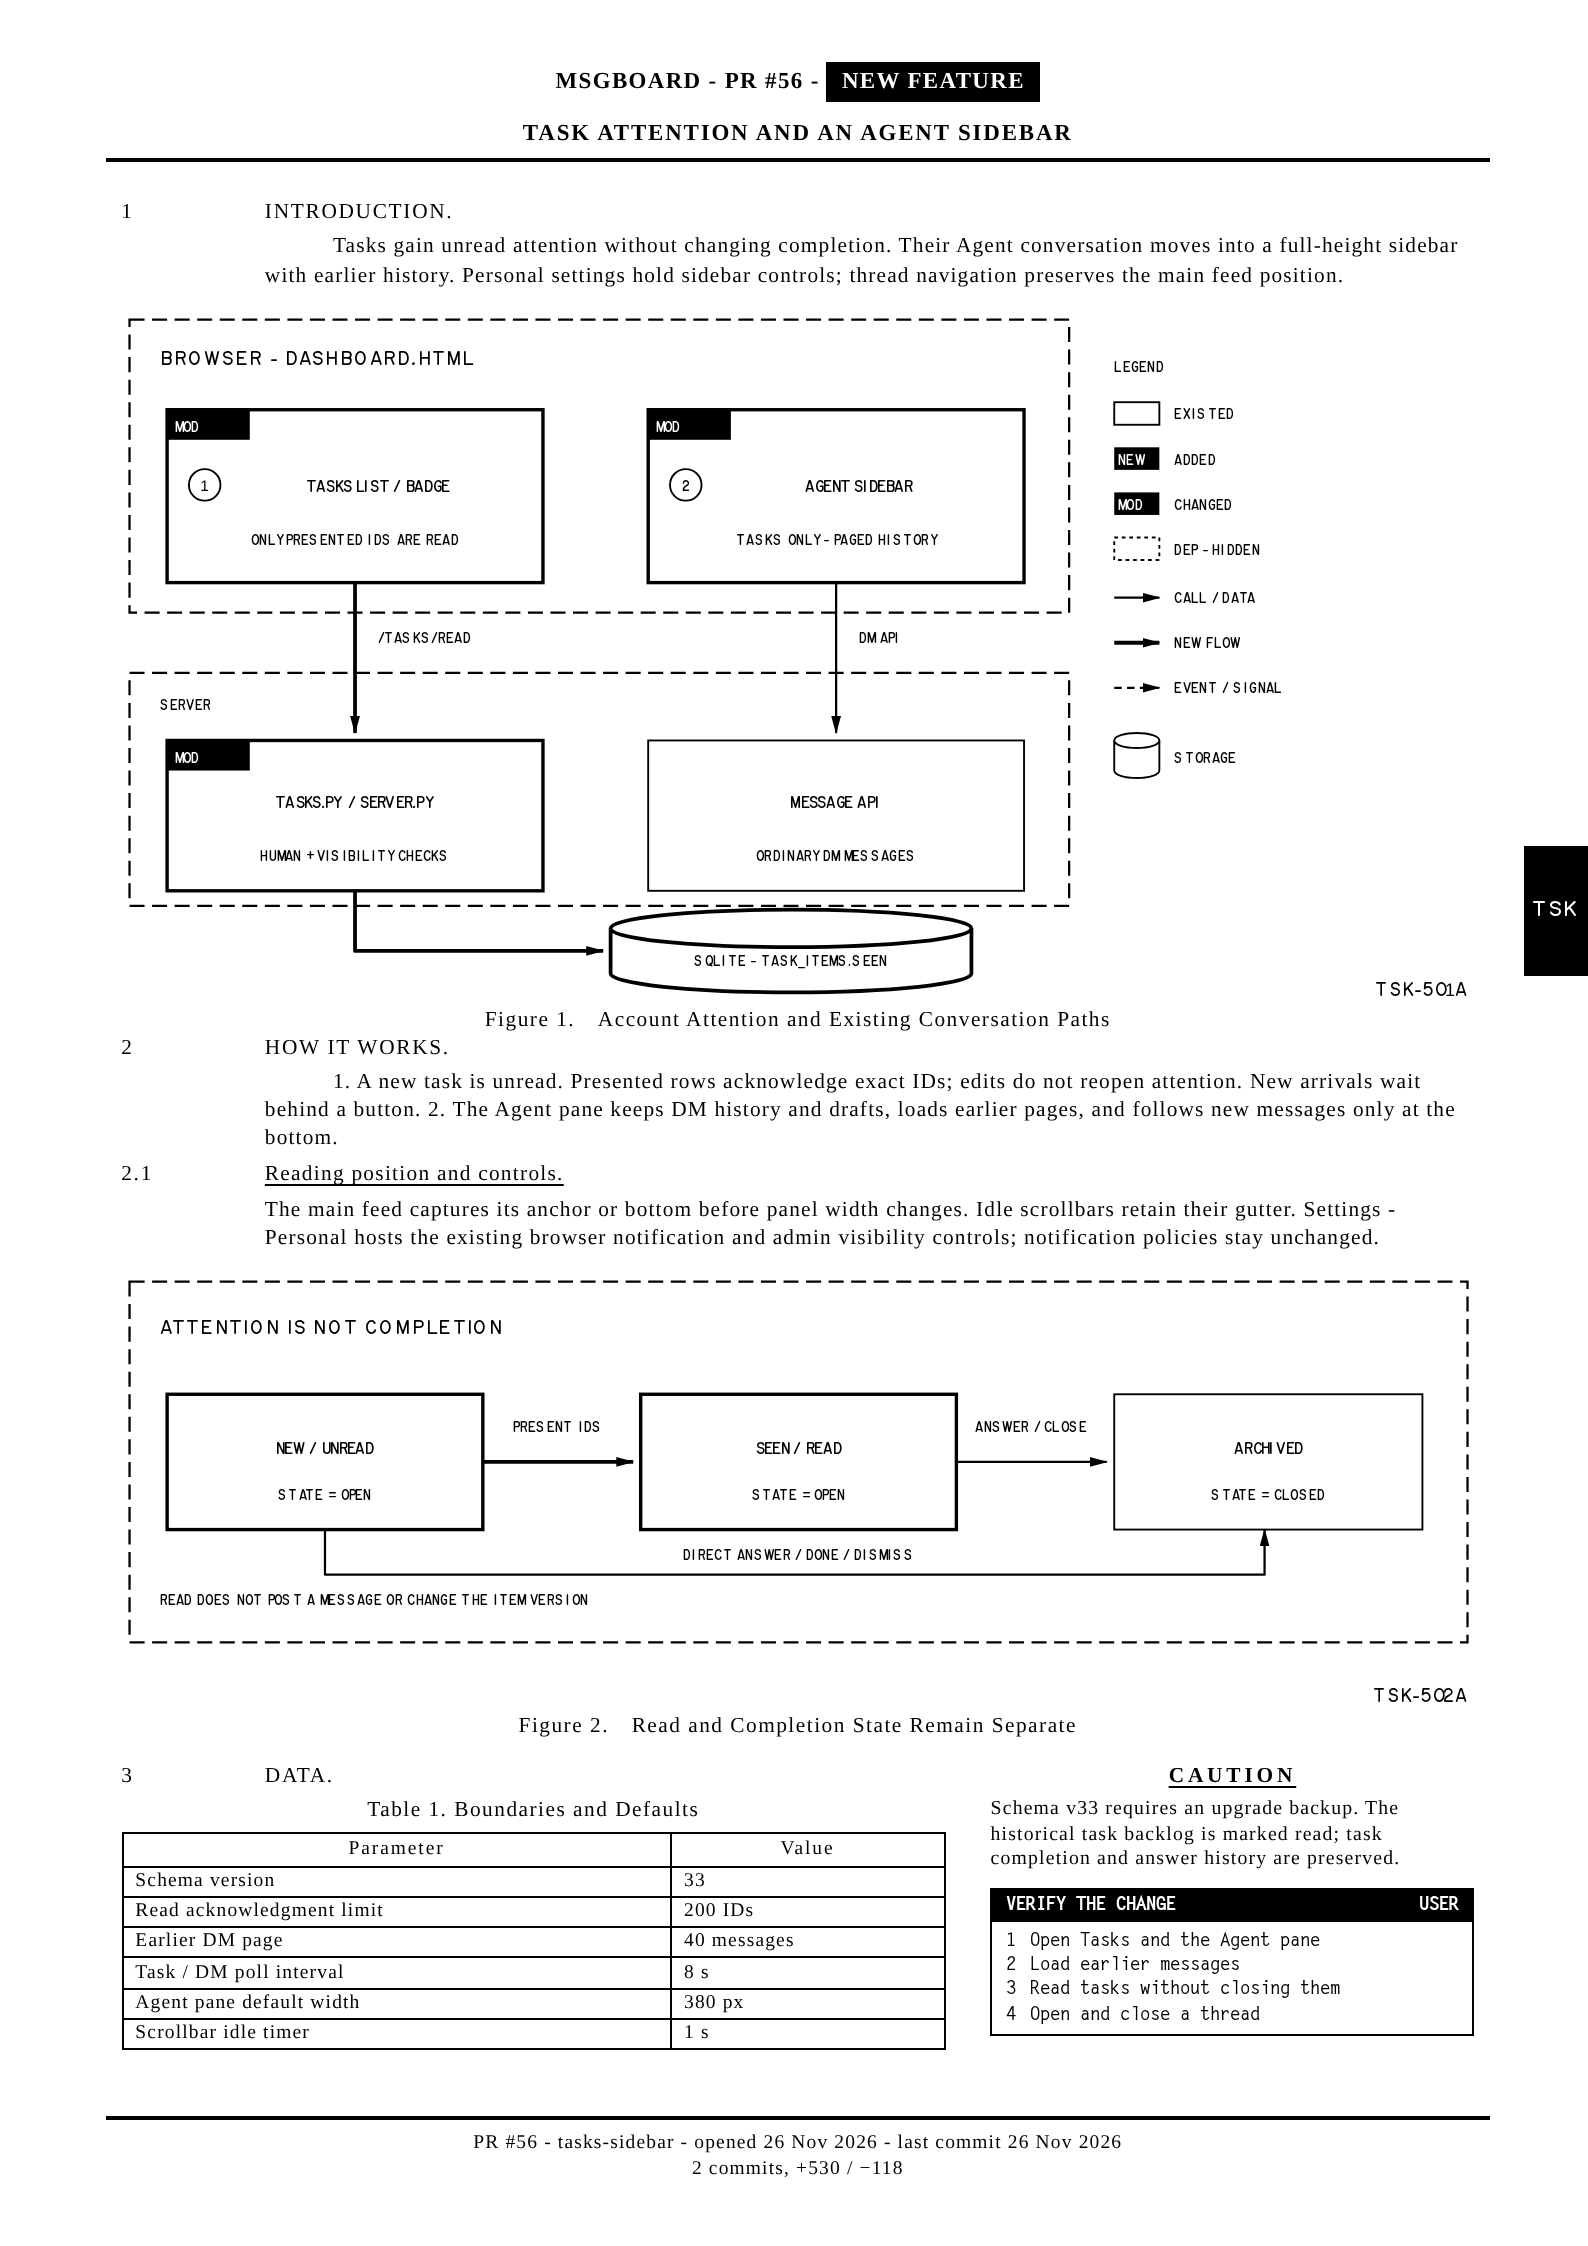 MSGBOARD - PR #56 - NEW FEATURE
TASK ATTENTION AND AN AGENT SIDEBAR
1 INTRODUCTION.
Tasks gain unread attention without changing completion. Their Agent conversation moves into a full-height sidebar
with earlier history. Personal settings hold sidebar controls; thread navigation preserves the main feed position.
BROWSER - DASHBOARD.HTML
MOD
1 TASKS LIST / BADGE
ONLY PRESENTED IDS ARE READ
MOD
2 AGENT SIDEBAR
TASKS ONLY - PAGED HISTORY
/TASKS/READ
DM API
SERVER
MOD
TASKS.PY / SERVER.PY
HUMAN + VISIBILITY CHECKS
MESSAGE API
ORDINARY DM MESSAGES
SQLITE - TASK_ITEMS.SEEN
LEGEND
EXISTED
NEW ADDED
MOD CHANGED
DEP - HIDDEN
CALL / DATA
NEW FLOW
EVENT / SIGNAL
STORAGE
TSK
TSK-501A
Figure 1. Account Attention and Existing Conversation Paths
2 HOW IT WORKS.
1. A new task is unread. Presented rows acknowledge exact IDs; edits do not reopen attention. New arrivals wait
behind a button. 2. The Agent pane keeps DM history and drafts, loads earlier pages, and follows new messages only at the
bottom.
2.1 Reading position and controls.
The main feed captures its anchor or bottom before panel width changes. Idle scrollbars retain their gutter. Settings -
Personal hosts the existing browser notification and admin visibility controls; notification policies stay unchanged.
ATTENTION IS NOT COMPLETION
NEW / UNREAD
STATE = OPEN
PRESENT IDS
SEEN / READ
STATE = OPEN
ANSWER / CLOSE
ARCHIVED
STATE = CLOSED
DIRECT ANSWER / DONE / DISMISS
READ DOES NOT POST A MESSAGE OR CHANGE THE ITEM VERSION
TSK-502A
Figure 2. Read and Completion State Remain Separate
3 DATA.
Table 1. Boundaries and Defaults
Parameter Value
Schema version 33
Read acknowledgment limit 200 IDs
Earlier DM page 40 messages
Task / DM poll interval 8 s
Agent pane default width 380 px
Scrollbar idle timer 1 s
CAUTION
Schema v33 requires an upgrade backup. The
historical task backlog is marked read; task
completion and answer history are preserved.
VERIFY THE CHANGE USER
1 Open Tasks and the Agent pane
2 Load earlier messages
3 Read tasks without closing them
4 Open and close a thread
PR #56 - tasks-sidebar - opened 26 Nov 2026 - last commit 26 Nov 2026
2 commits, +530 / −118